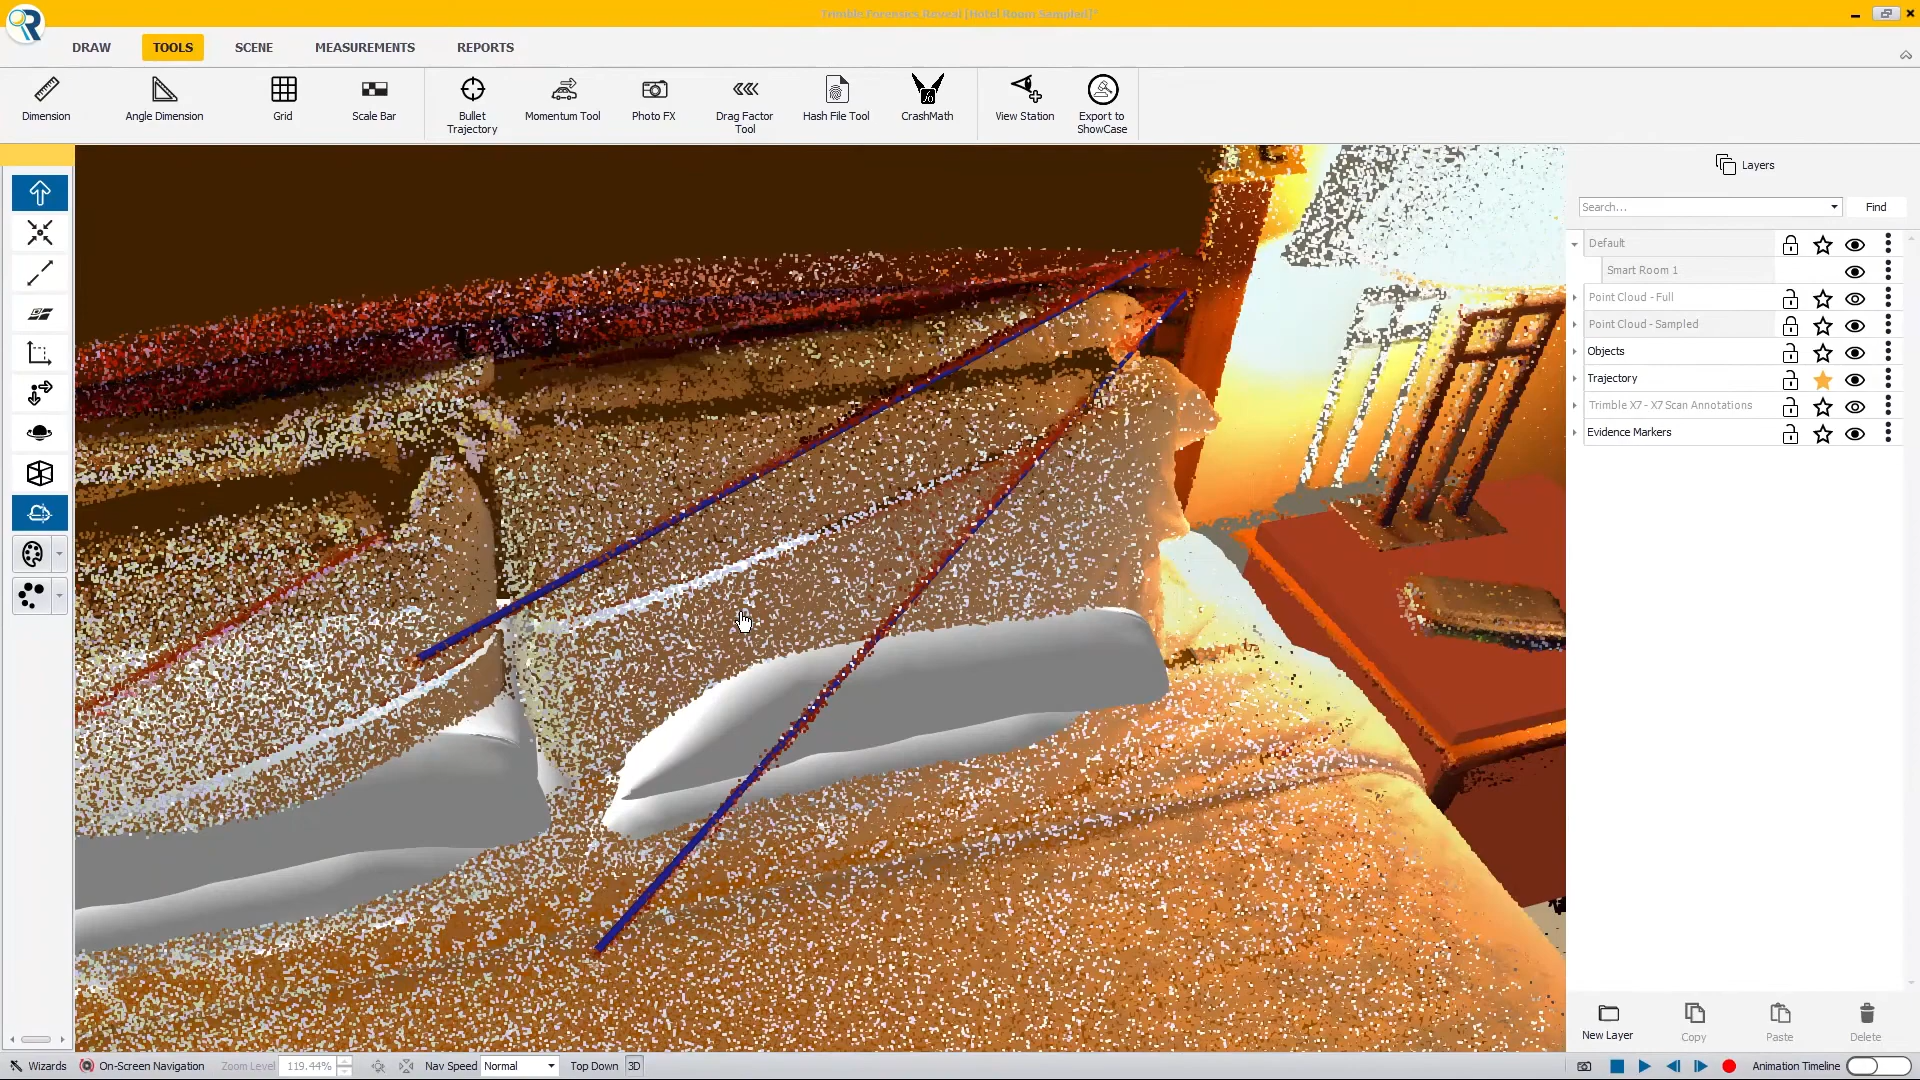 Trimble Forensics Reveal [Hotel Room Sampled]*
DRAW TOOLS SCENE MEASUREMENTS REPORTS
Dimension
Angle Dimension
Grid
Scale Bar
Bullet
Trajectory
Momentum Tool
Photo FX
Drag Factor
Tool
Hash File Tool
CrashMath
View Station
Export to
ShowCase
Layers
Search...
Find
Default
Smart Room 1
Point Cloud - Full
Point Cloud - Sampled
Objects
Trajectory
Trimble X7 - X7 Scan Annotations
Evidence Markers
New Layer
Copy
Paste
Delete
Wizards On-Screen Navigation Zoom Level 119.44% Nav Speed Normal Top Down 3D Animation Timeline